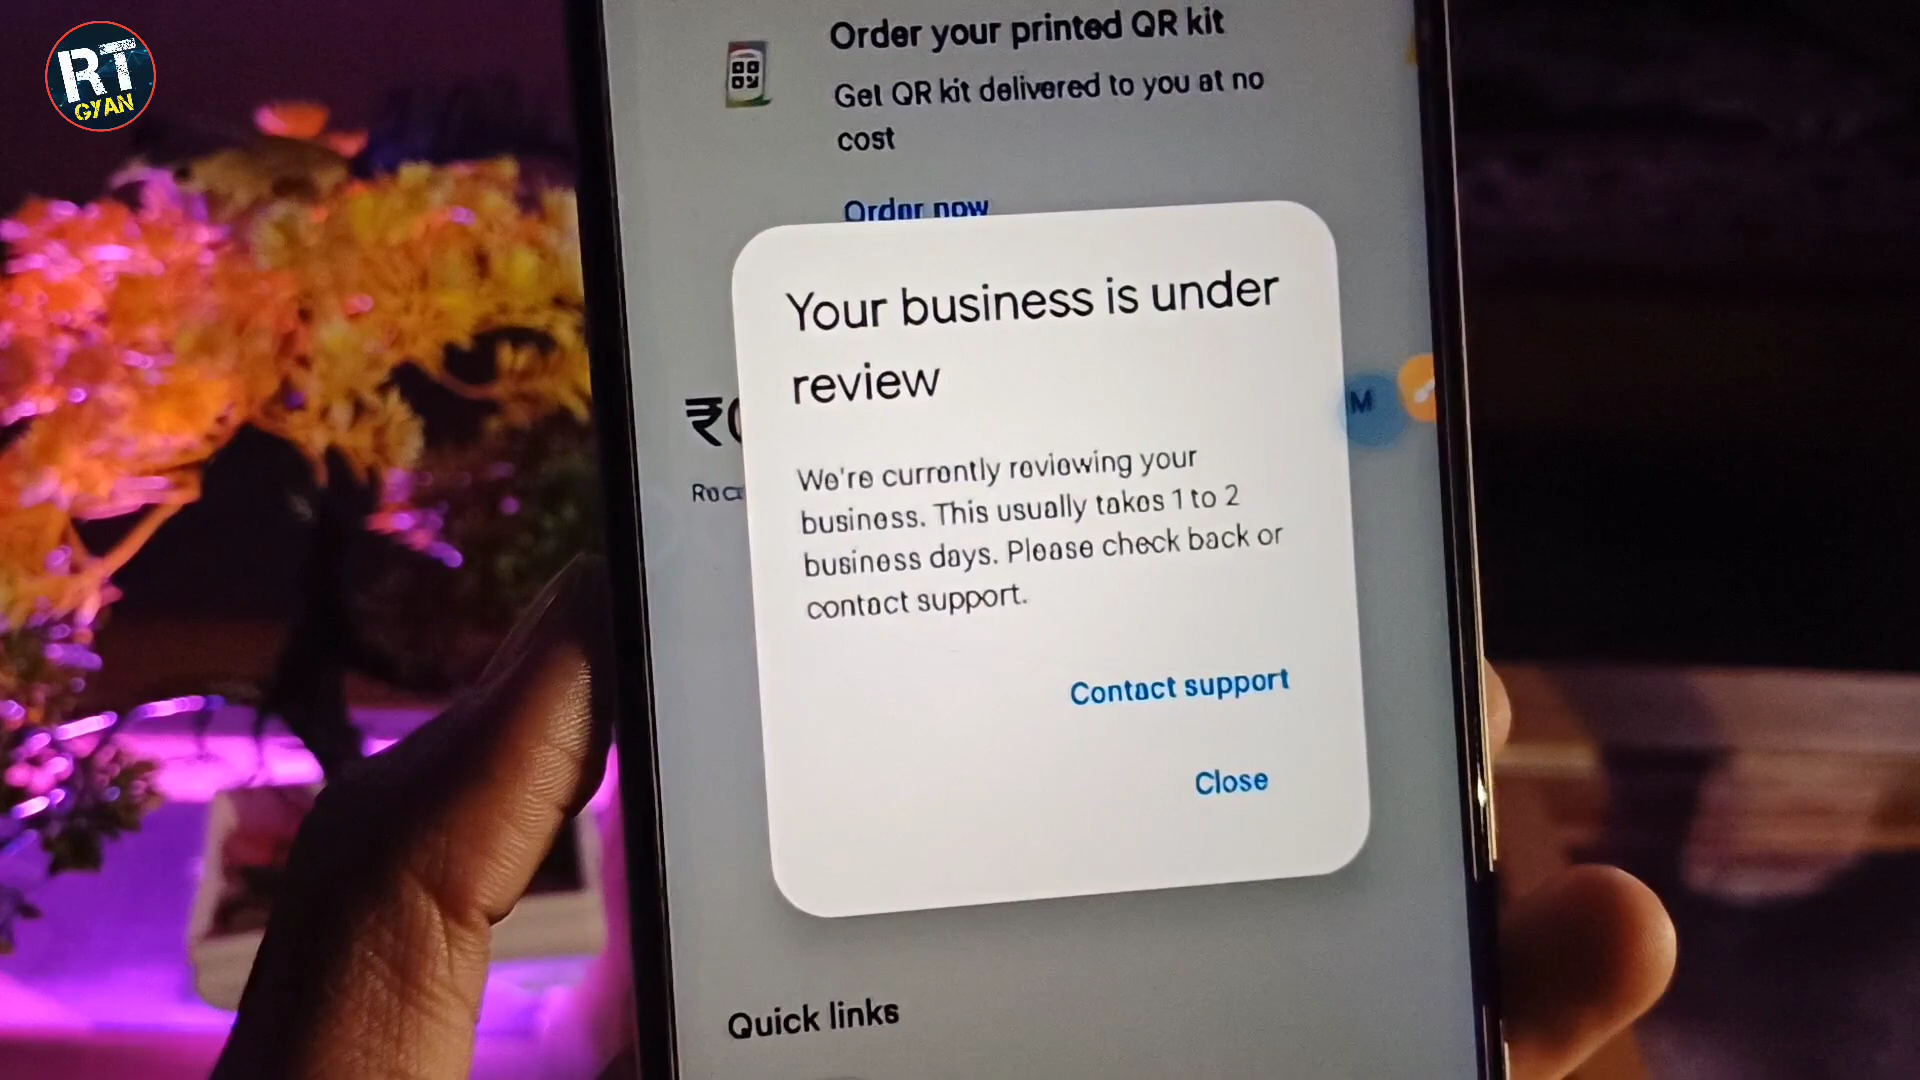 RT
GYAN
Order your printed QR kit
Get QR kit delivered to you at no
cost
Order now
Your business is under
review
₹
We're currently reviewing your
business. This usually takes 1 to 2
business days. Please check back or
contact support.
M
Contact support
Close
Quick links